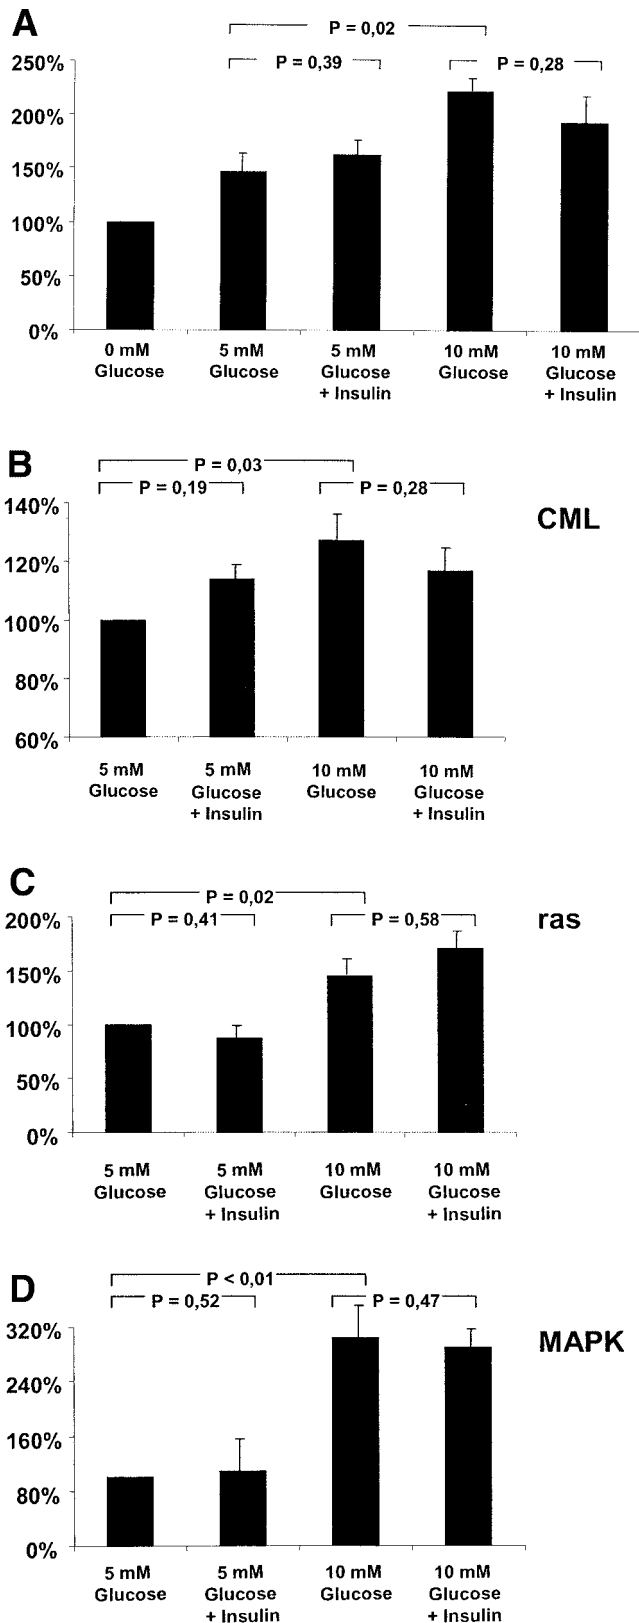 A
P = 0,02
P = 0,39
P = 0,28
250%
200%
150%
100%
50%
0%
0 mM
Glucose
5 mM
Glucose
5 mM
Glucose
+ Insulin
10 mM
Glucose
10 mM
Glucose
+ Insulin
B
P = 0,03
P = 0,19
P = 0,28
CML
140%
120%
100%
80%
60%
5 mM
Glucose
5 mM
Glucose
+ Insulin
10 mM
Glucose
10 mM
Glucose
+ Insulin
C
P = 0,02
P = 0,41
P = 0,58
ras
200%
150%
100%
50%
0%
5 mM
Glucose
5 mM
Glucose
+ Insulin
10 mM
Glucose
10 mM
Glucose
+ Insulin
D
P < 0,01
P = 0,52
P = 0,47
MAPK
320%
240%
160%
80%
0%
5 mM
Glucose
5 mM
Glucose
+ Insulin
10 mM
Glucose
10 mM
Glucose
+ Insulin